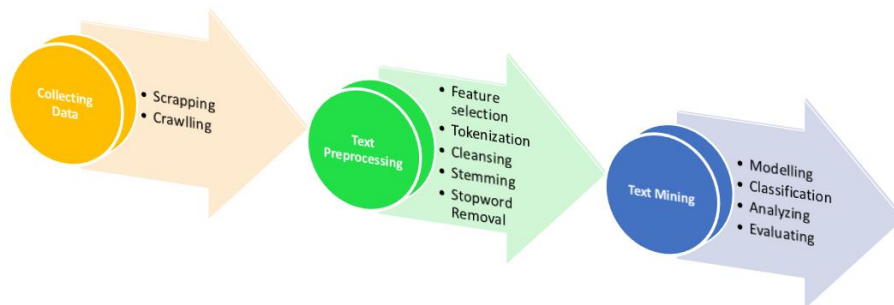 Collecting
Data
• Scrapping
• Crawlling
Text
Preprocessing
• Feature
selection
• Tokenization
• Cleansing
• Stemming
• Stopword
Removal
Text Mining
• Modelling
• Classification
• Analyzing
• Evaluating